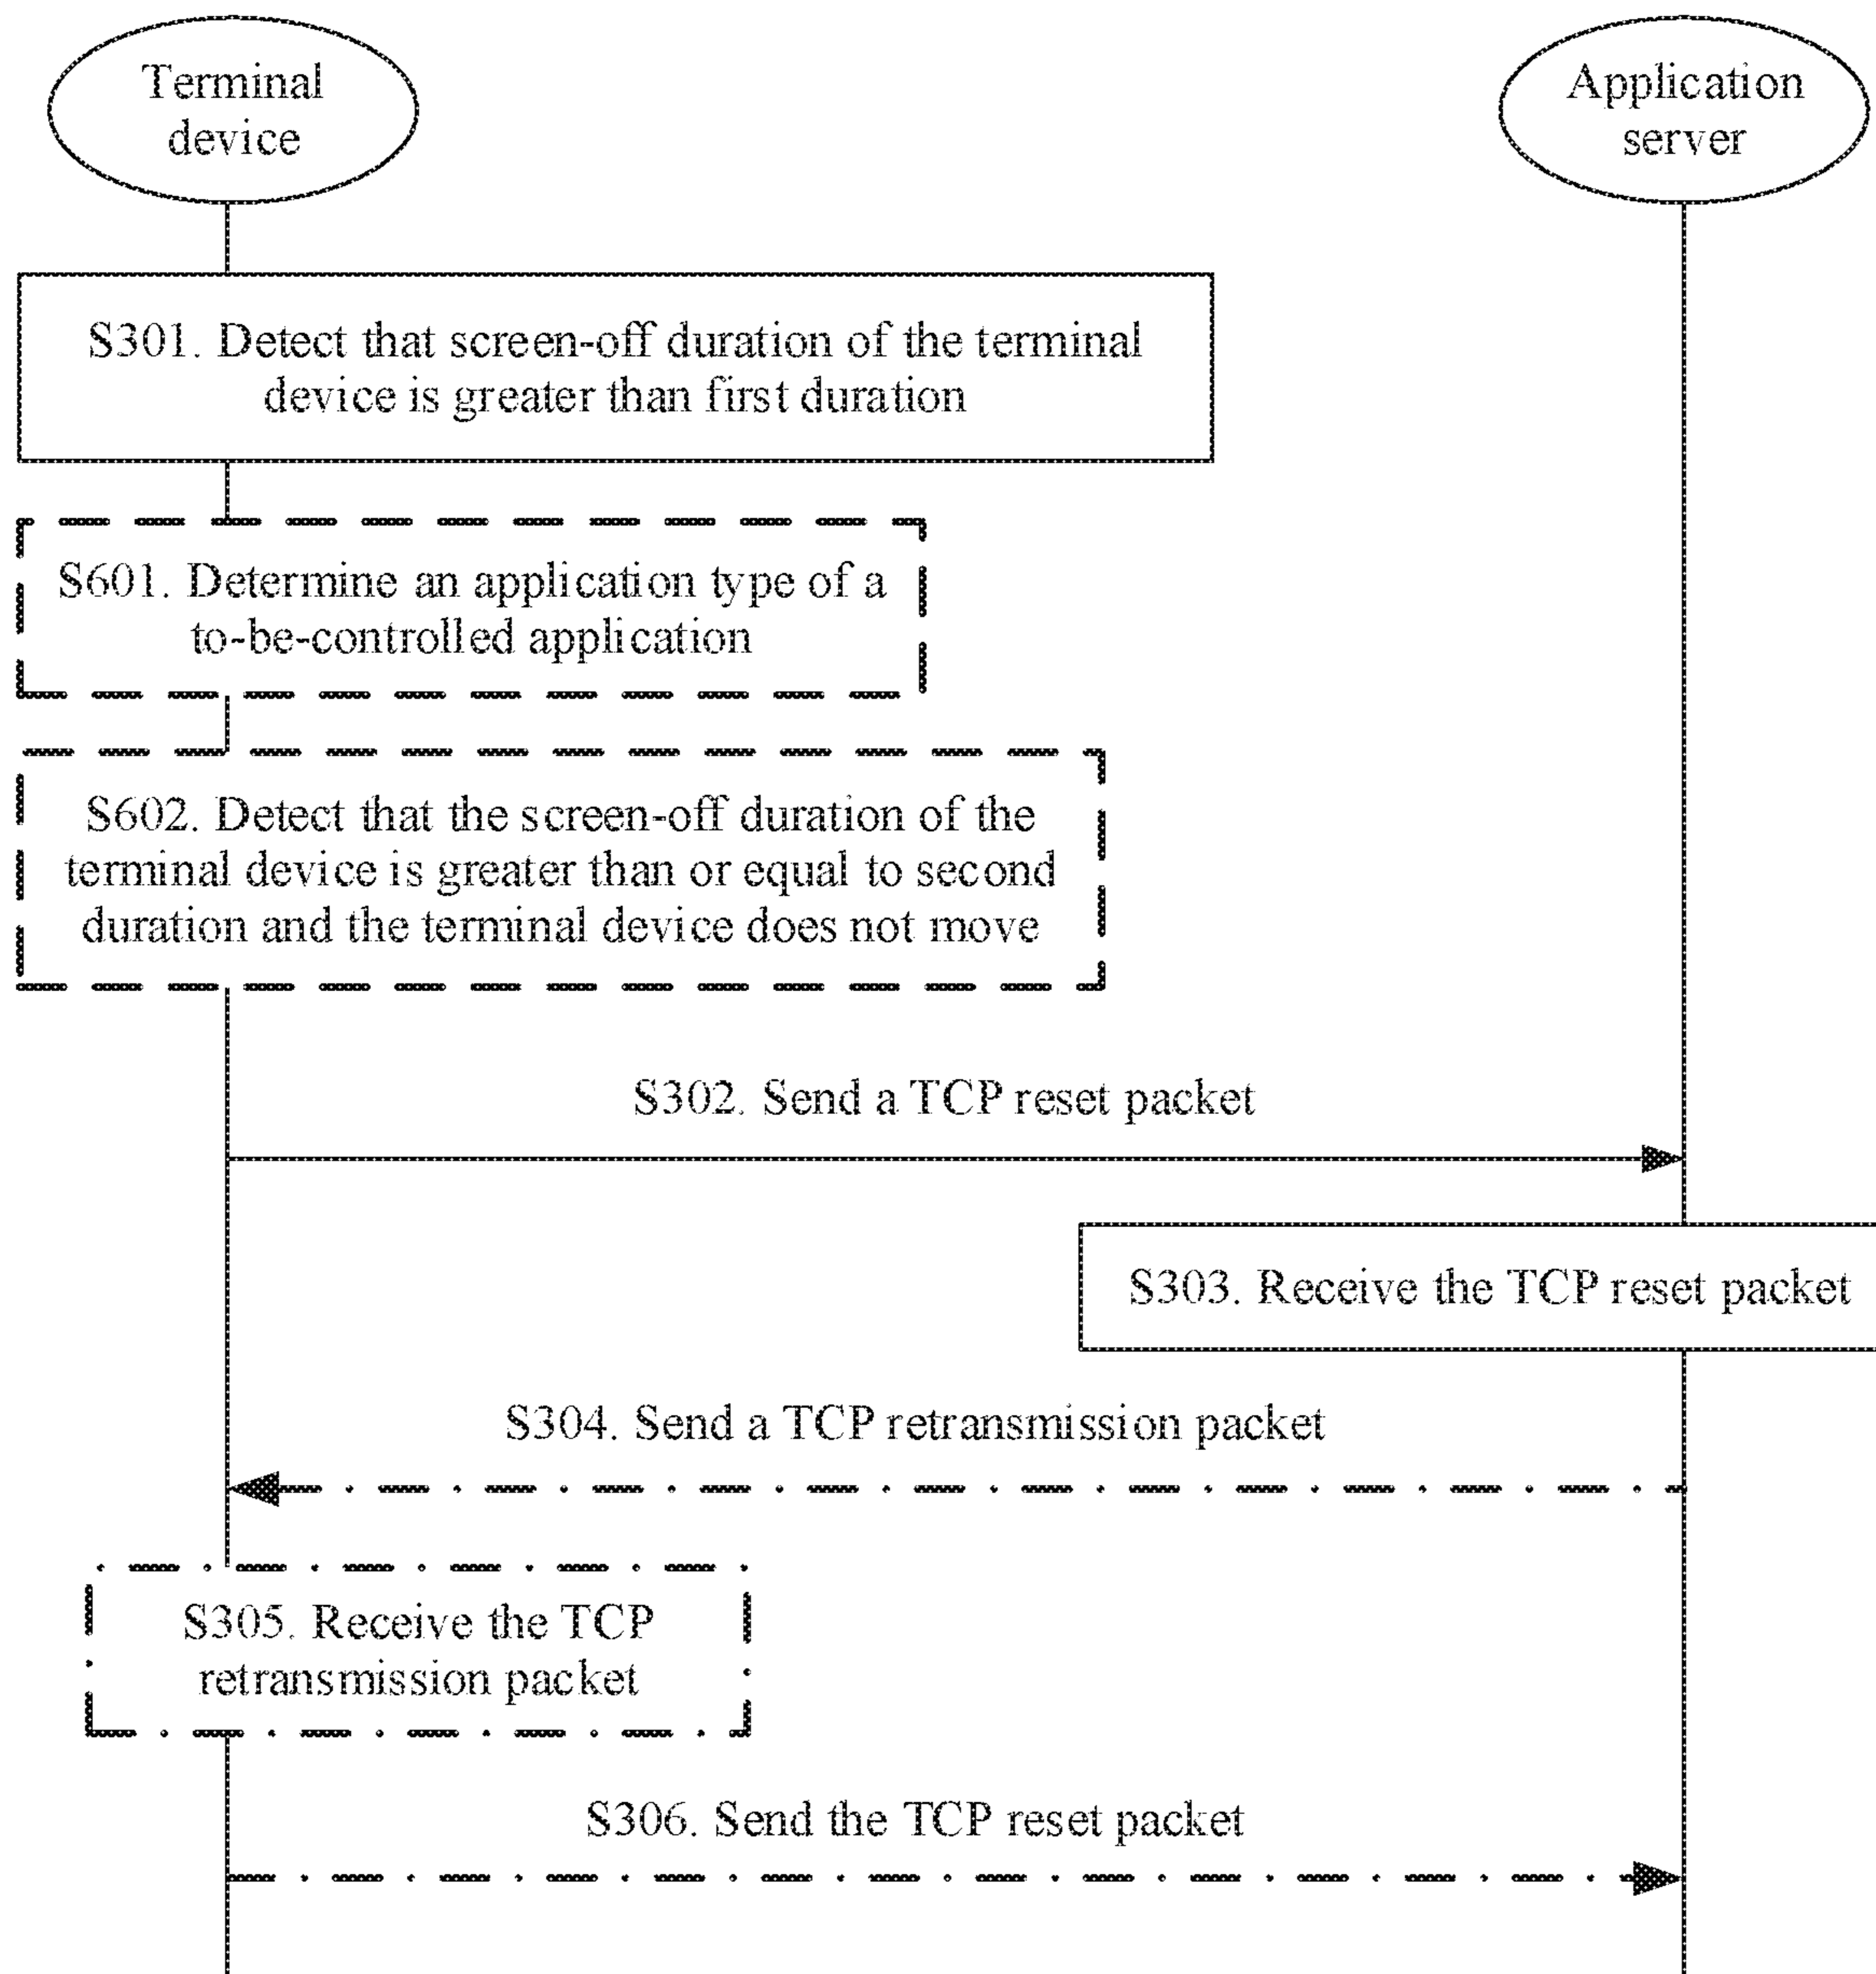 Terminal
device
Application
server
S301. Detect that screen-off duration of the terminal
device is greater than first duration
S601. Determine an application type of a
to-be-controlled application
S602. Detect that the screen-off duration of the
terminal device is greater than or equal to second
duration and the terminal device does not move
S302. Send a TCP reset packet
S303. Receive the TCP reset packet
S304. Send a TCP retransmission packet
S305. Receive the TCP
retransmission packet
S306. Send the TCP reset packet